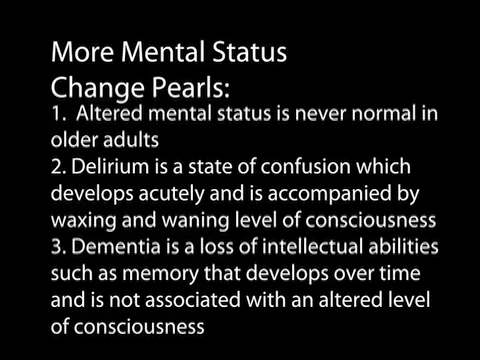 More Mental Status
Change Pearls:
1.  Altered mental status is never normal in
older adults
2. Delirium is a state of confusion which
develops acutely and is accompanied by
waxing and waning level of consciousness
3. Dementia is a loss of intellectual abilities
such as memory that develops over time
and is not associated with an altered level
of consciousness